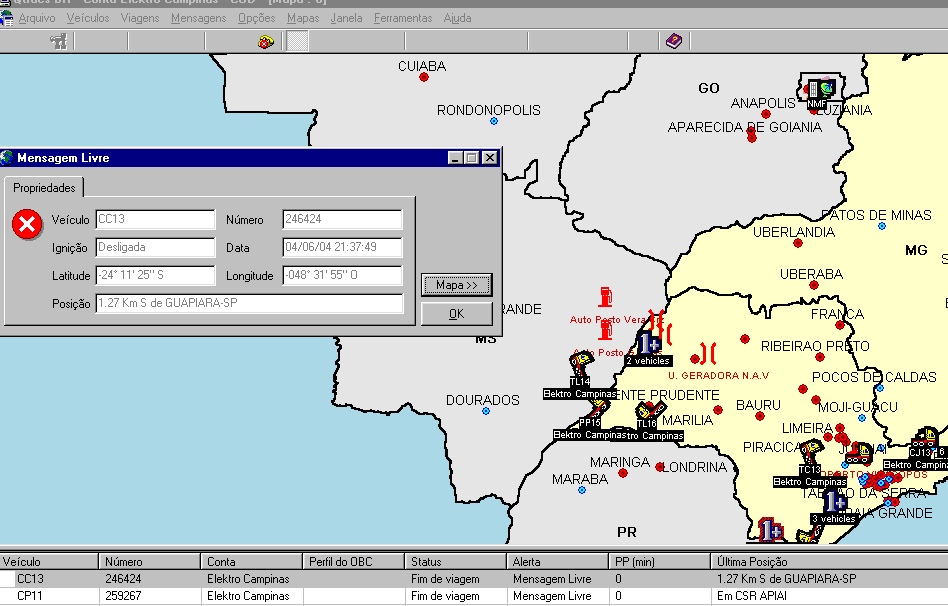 Arquivo Veículos Viagens Mensagens Opções Mapas Janela Ferramentas Ajuda
CUIABA
GO
RONDONOPOLIS
ANAPOLIS
NMF
LUZIANIA
APARECIDA DE GOIANIA
Mensagem Livre
Propriedades
Veículo CC13 Número 246424
Ignição Desligada Data 04/06/04 21:37:49
Latitude -24° 11' 25'' S Longitude -048° 31' 55'' O
Posição 1.27 Km S de GUAPIARA-SP
Mapa >>
OK
PATOS DE MINAS
UBERLANDIA
MG
UBERABA
RANDE
FRANCA
Auto Posto Vera
MS
RIBEIRAO PRETO
Auto Posto
2 vehicles
U. GERADORA N.A.V
POCOS DE CALDAS
TL14
Elektro Campinas
ENTE PRUDENTE
DOURADOS
BAURU
MOJI-GUACU
PP15
TL16
MARILIA
LIMEIRA
Elektro Campinas
tro Campinas
PIRACICA
CJ13
MARINGA
LONDRINA
TC13
Elektro Campinas
MARABA
Elektro Campinas
TABOAO DA SERRA
PRAIA GRANDE
3 vehicles
PR
Veículo Número Conta Perfil do OBC Status Alerta PP (min) Última Posição
CC13 246424 Elektro Campinas Fim de viagem Mensagem Livre 0 1.27 Km S de GUAPIARA-SP
CP11 259267 Elektro Campinas Fim de viagem Mensagem Livre 0 Em CSR APIAI